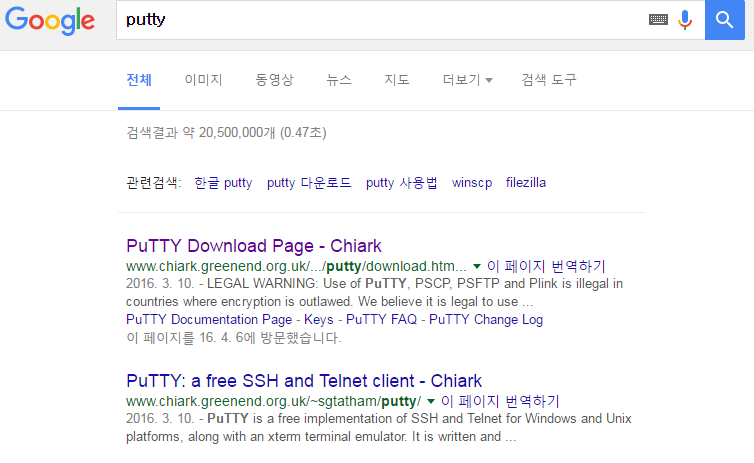 Google putty
전체 이미지 동영상 뉴스 지도 더보기 검색 도구
검색결과 약 20,500,000개 (0.47초)
관련검색: 한글 putty putty 다운로드 putty 사용법 winscp filezilla
PuTTY Download Page - Chiark
www.chiark.greenend.org.uk/.../putty/download.htm... 이 페이지 번역하기
2016. 3. 10. - LEGAL WARNING: Use of PuTTY, PSCP, PSFTP and Plink is illegal in
countries where encryption is outlawed. We believe it is legal to use ...
PuTTY Documentation Page - Keys - PuTTY FAQ - PuTTY Change Log
이 페이지를 16. 4. 6에 방문했습니다.
PuTTY: a free SSH and Telnet client - Chiark
www.chiark.greenend.org.uk/~sgtatham/putty/ 이 페이지 번역하기
2016. 3. 10. - PuTTY is a free implementation of SSH and Telnet for Windows and Unix
platforms, along with an xterm terminal emulator. It is written and ...